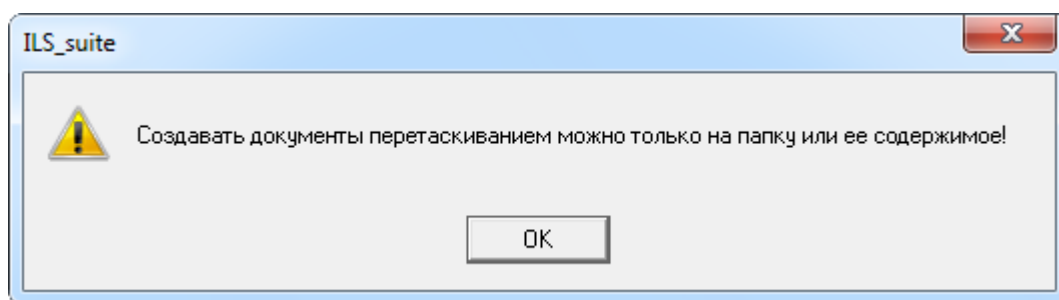 ILS_suite
Создавать документы перетаскиванием можно только на папку или ее содержимое!
OK